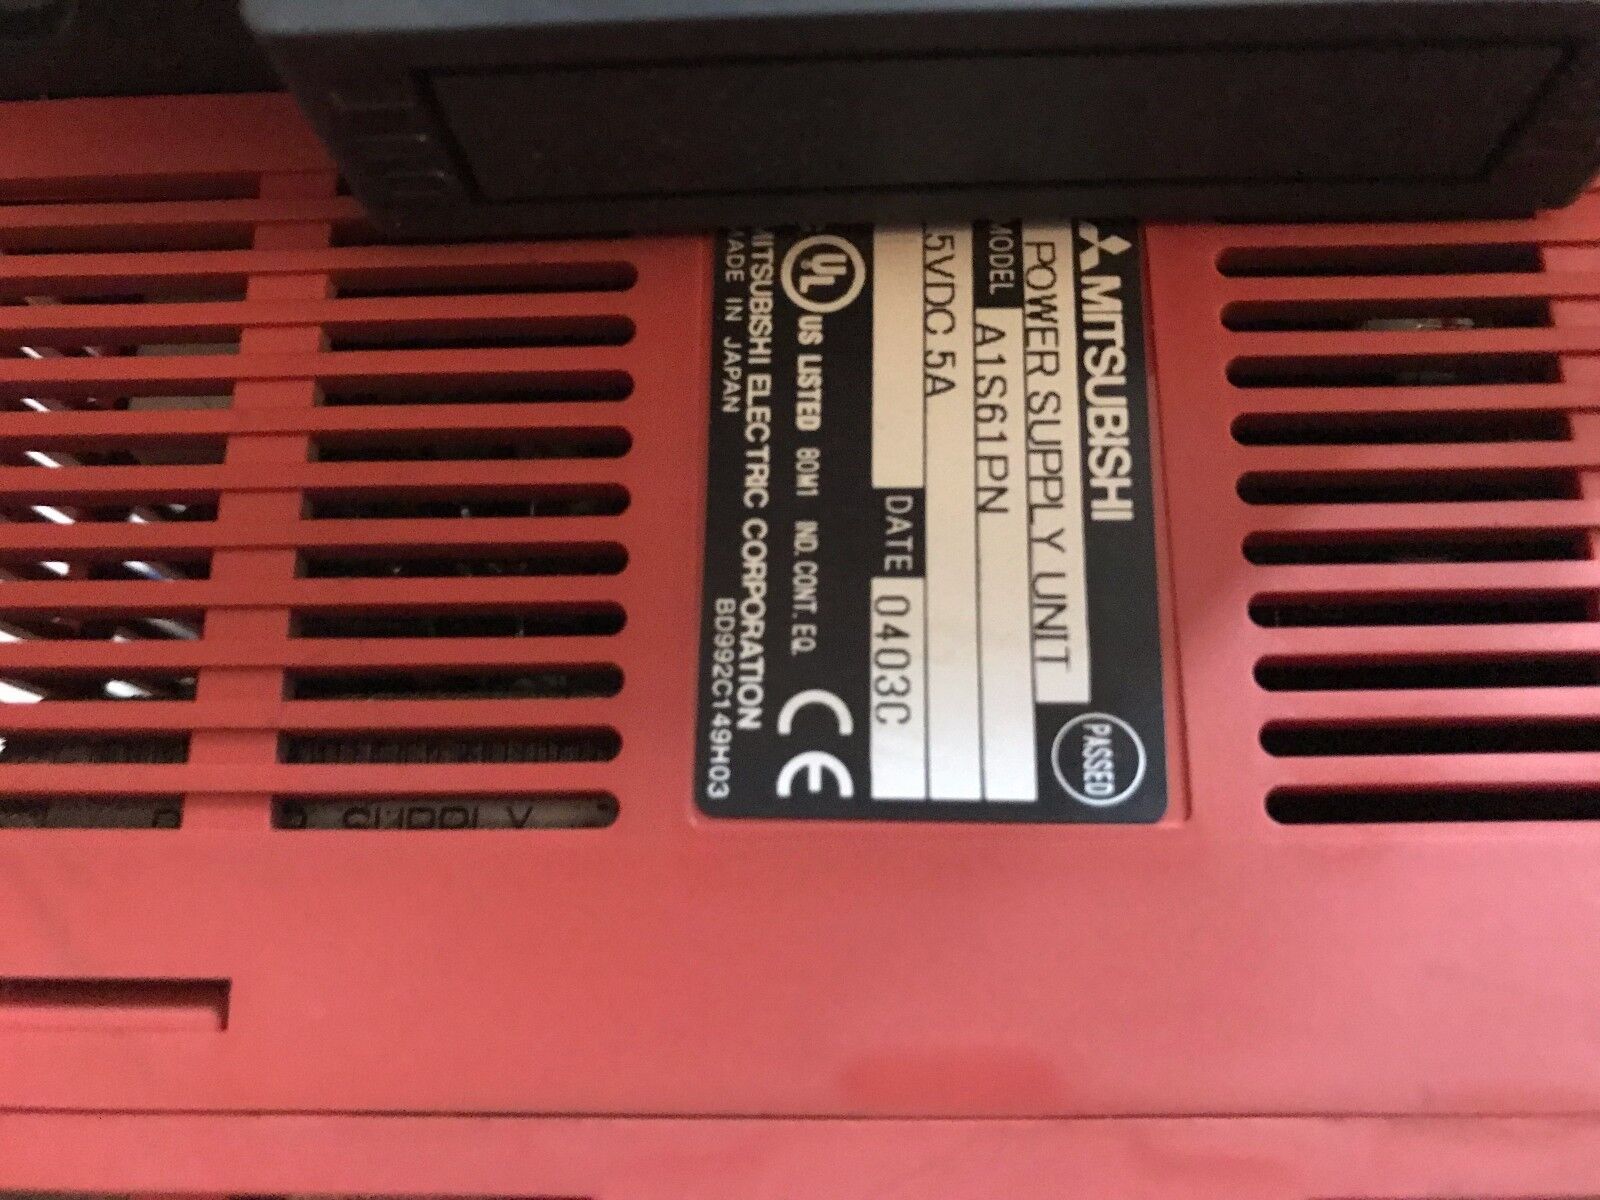 MITSUBISHI
POWER SUPPLY UNIT
PASSED
MODEL A1S61PN
5VDC 5A
DATE 0403C
UL US LISTED 80M1 IND. CONT. EQ. CE
MITSUBISHI ELECTRIC CORPORATION
MADE IN JAPAN BD992C149H03
SUPPLY